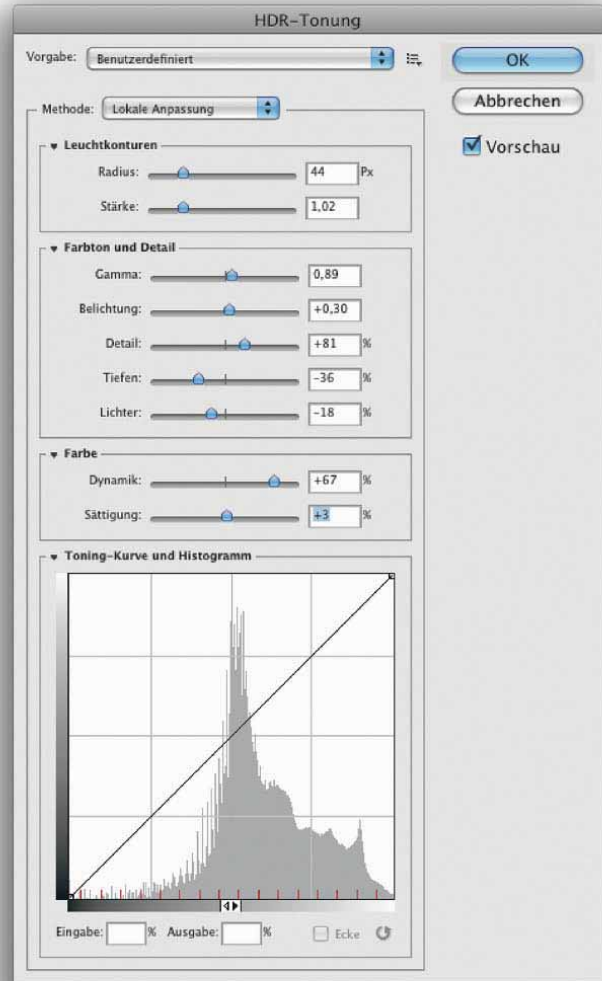 HDR-Tonung
Vorgabe: Benutzerdefiniert
OK
Abbrechen
Vorschau
Methode: Lokale Anpassung
Leuchtkonturen
Radius: 44 Px
Stärke: 1,02
Farbton und Detail
Gamma: 0,89
Belichtung: +0,30
Detail: +81 %
Tiefen: -36 %
Lichter: -18 %
Farbe
Dynamik: +67 %
Sättigung: +3 %
Toning-Kurve und Histogramm
Eingabe: % Ausgabe: % Ecke